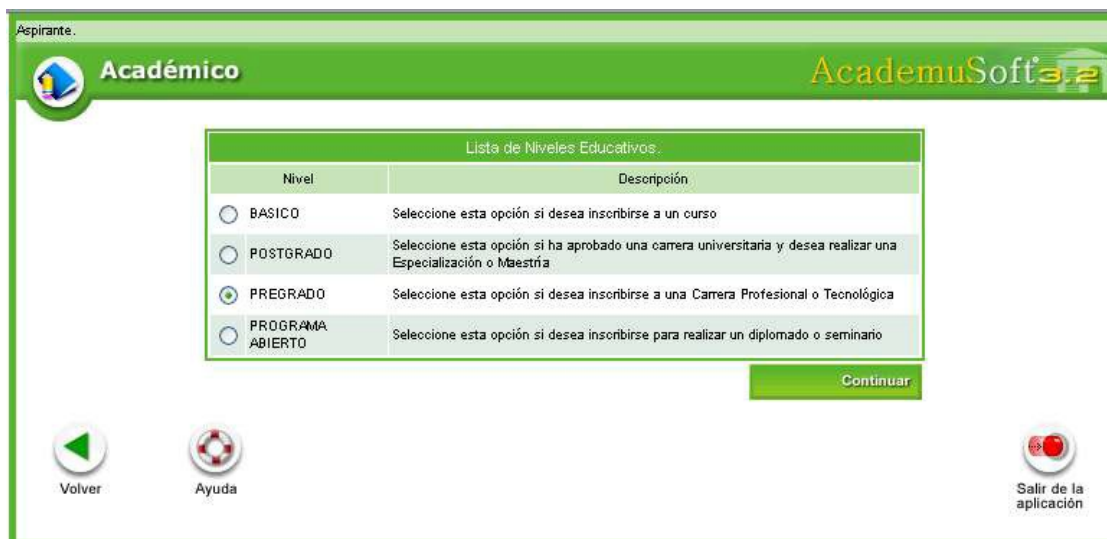 Aspirante.
Académico
AcademuSoft 3.2
Lista de Niveles Educativos.
Nivel Descripción
BASICO Seleccione esta opción si desea inscribirse a un curso
POSTGRADO Seleccione esta opción si ha aprobado una carrera universitaria y desea realizar una
Especialización o Maestría
PREGRADO Seleccione esta opción si desea inscribirse a una Carrera Profesional o Tecnológica
PROGRAMA
ABIERTO Seleccione esta opción si desea inscribirse para realizar un diplomado o seminario
Continuar
Volver Ayuda Salir de la
aplicación